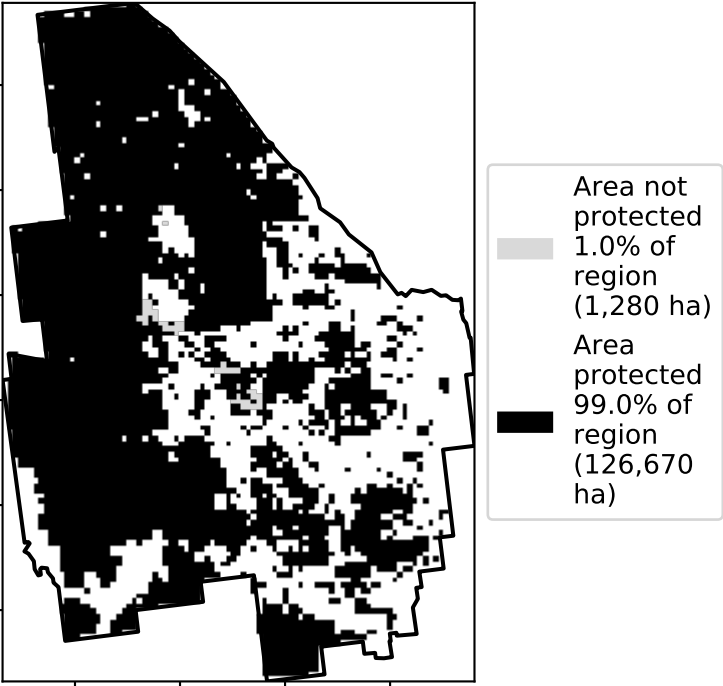 Area not
protected
1.0% of
region
(1,280 ha)
Area
protected
99.0% of
region
(126,670
ha)